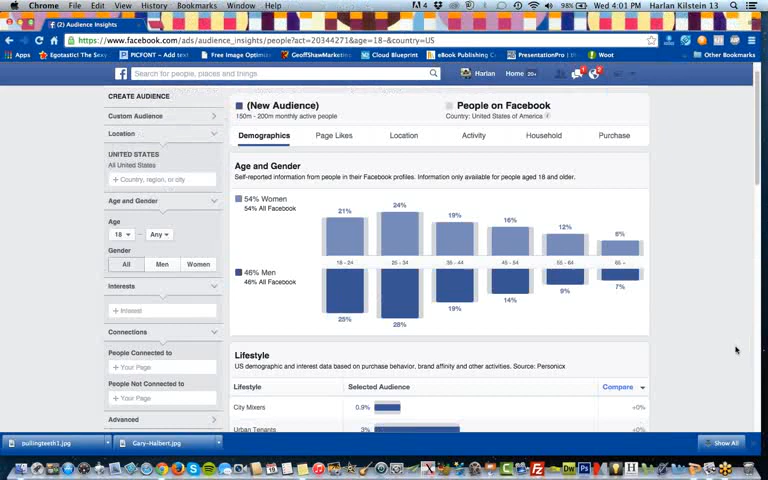 Chrome File Edit View History Bookmarks Window Help
4 98% Wed 4:01 PM Harlan Kilstein 13
(2) Audience Insights
https://www.facebook.com/ads/audience_insights/people?act=20344271&age=18-&country=US
Apps Egotastic! The Sexi PICFONT – Add text Free Image Optimize GeoffShawMarketing Cloud Blueprint eBook Publishing C PresentationPro | th Woot Other Bookmarks
Search for people, places and things Harlan Home 20+
CREATE AUDIENCE
Custom Audience
Location
UNITED STATES
All United States
+ Country, region, or city
Age and Gender
Age
18 – Any
Gender
All Men Women
Interests
+ Interest
Connections
People Connected to
+ Your Page
People Not Connected to
+ Your Page
Advanced
(New Audience)
150m - 200m monthly active people
People on Facebook
Country: United States of America
Demographics Page Likes Location Activity Household Purchase
Age and Gender
Self-reported information from people in their Facebook profiles. Information only available for people aged 18 and older.
54% Women
54% All Facebook
21% 24% 19% 16% 12% 8%
18 - 24 25 - 34 35 - 44 45 - 54 55 - 64 65 +
46% Men
46% All Facebook
25% 28% 19% 14% 9% 7%
Lifestyle
US demographic and interest data based on purchase behavior, brand affinity and other activities. Source: Personicx
Lifestyle Selected Audience Compare
City Mixers 0.9% +0%
Urban Tenants 3% +0%
pullingteeth1.jpg Gary-Halbert.jpg Show All